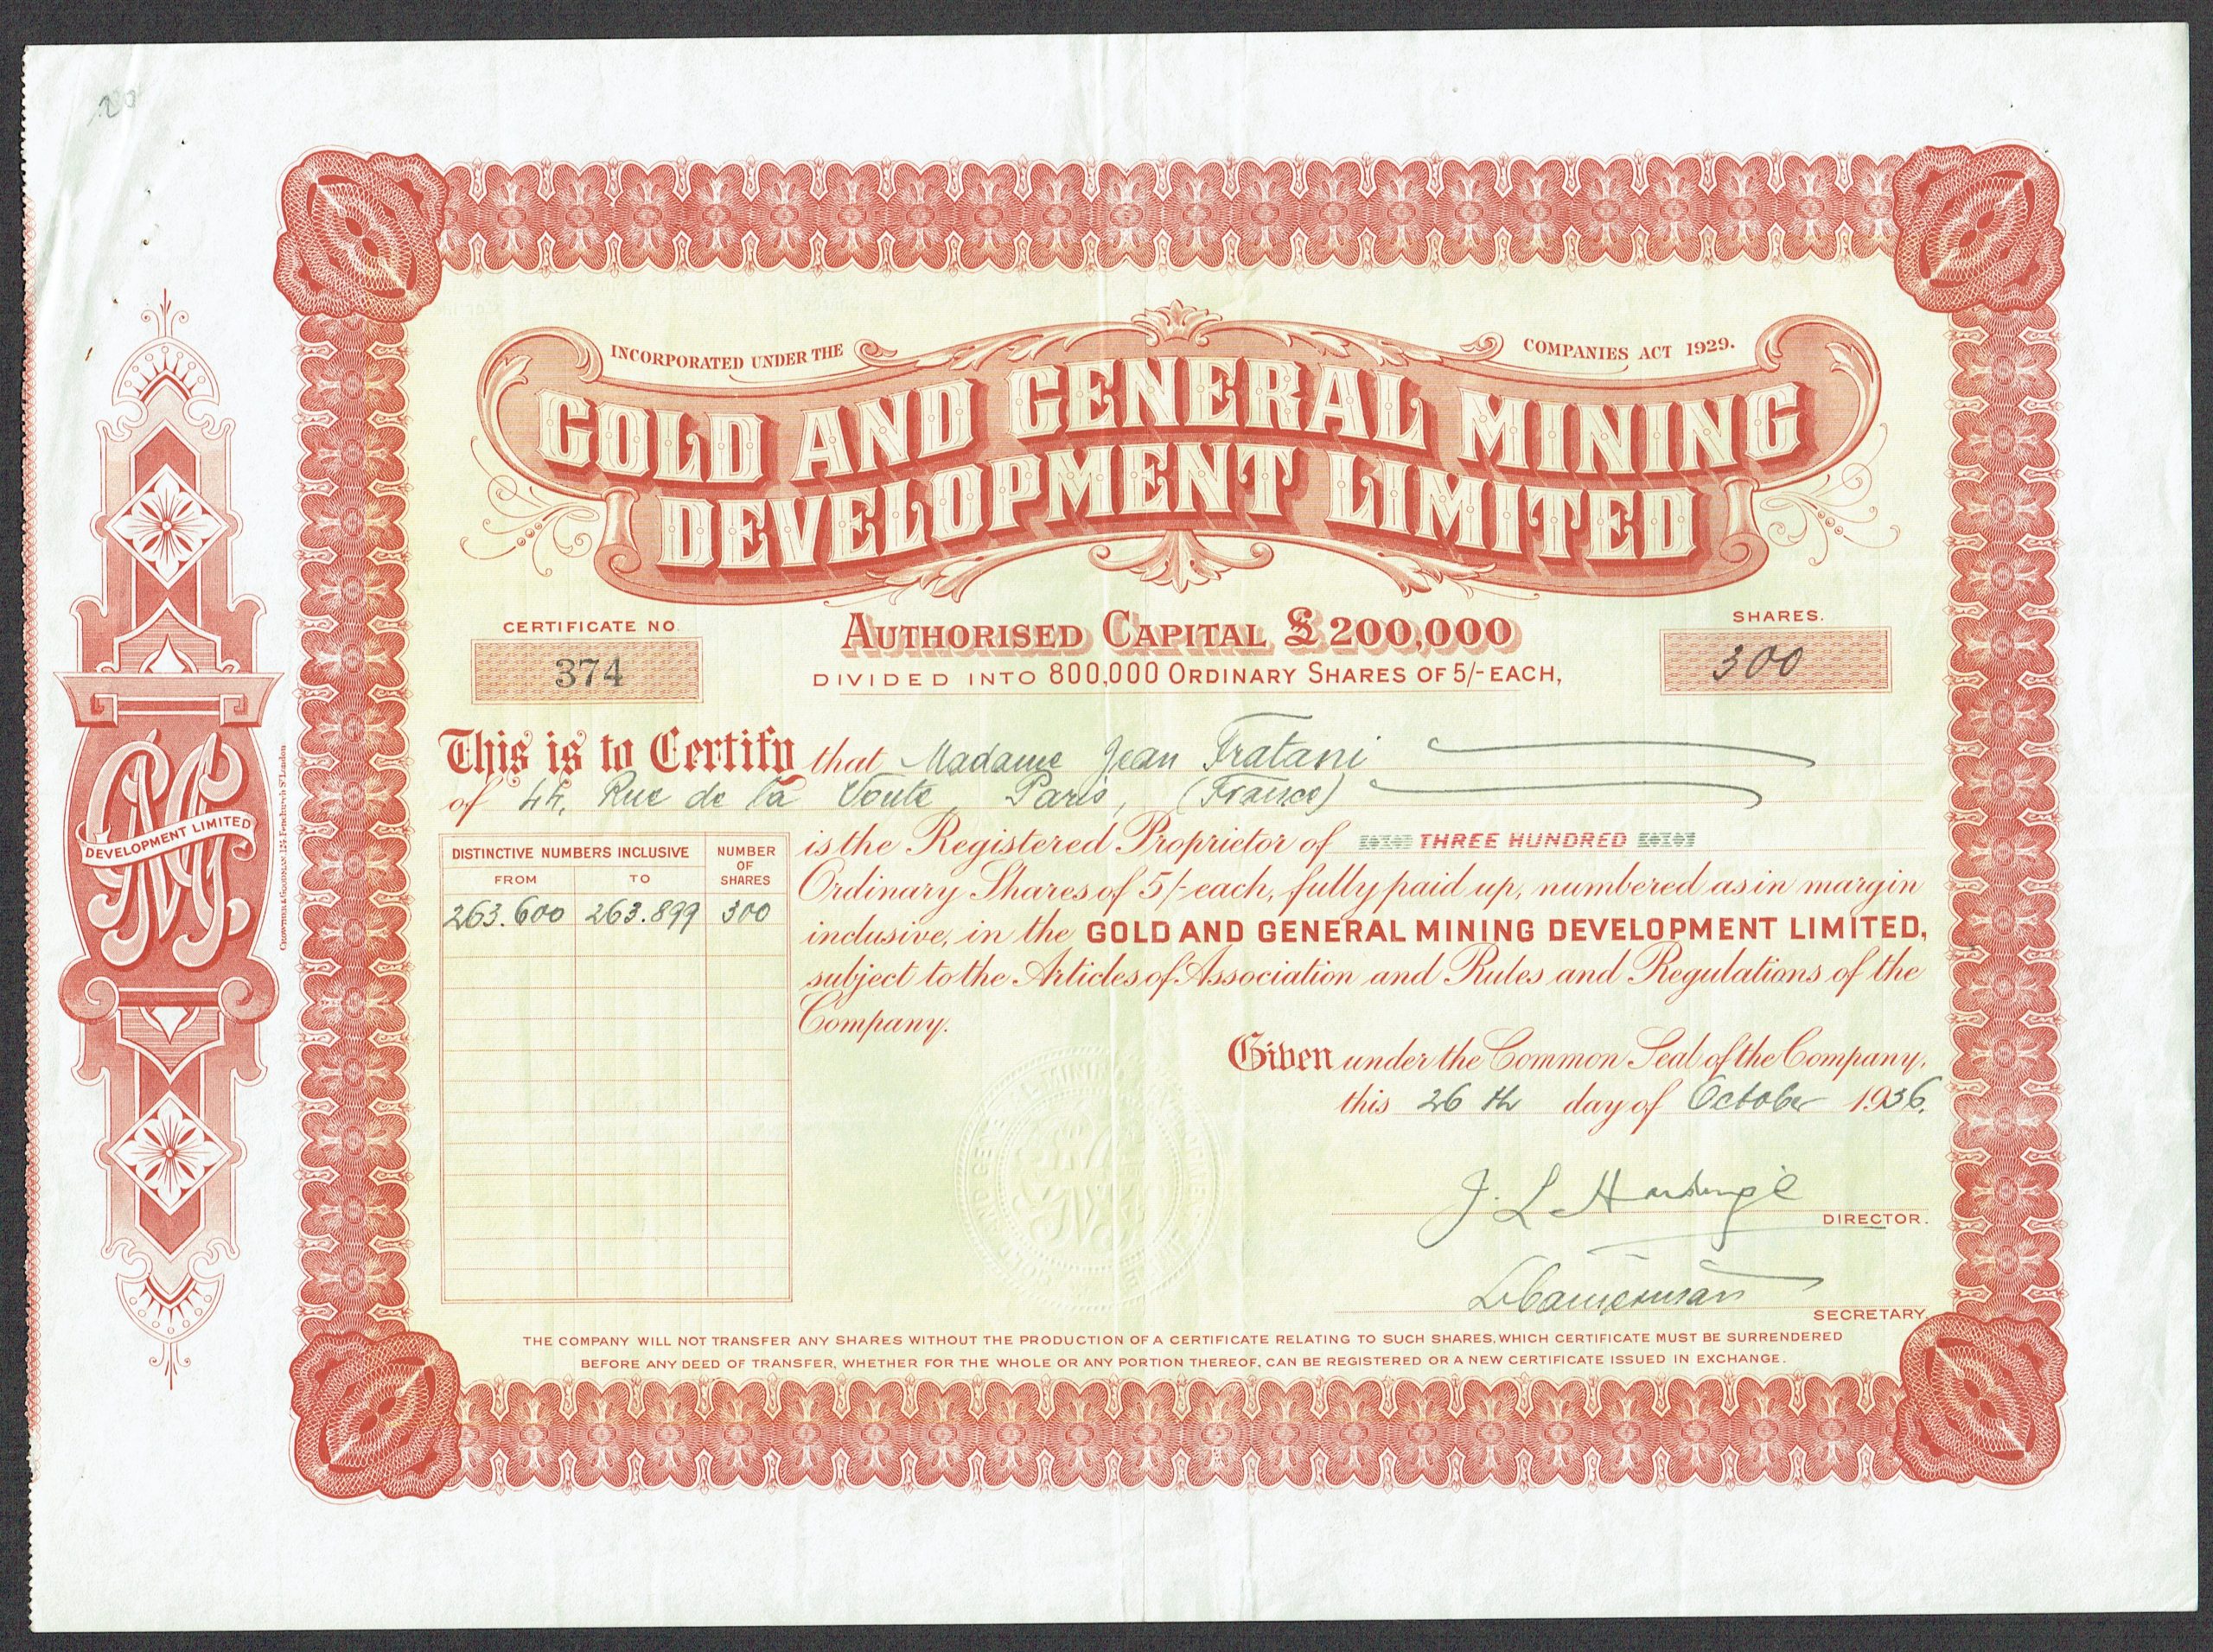 INCORPORATED UNDER THE COMPANIES ACT 1929.
GOLD AND GENERAL MINING
DEVELOPMENT LIMITED
CERTIFICATE NO.
374
AUTHORISED CAPITAL £200,000
DIVIDED INTO 800,000 ORDINARY SHARES OF 5/- EACH,
SHARES.
300
This is to Certify that Madame Jean Fratani
of 44, Rue de la Voute, Paris, (France)
is the Registered Proprietor of THREE HUNDRED
Ordinary Shares of 5/- each, fully paid up, numbered as in margin
inclusive, in the GOLD AND GENERAL MINING DEVELOPMENT LIMITED,
subject to the Articles of Association and Rules and Regulations of the
Company.
DISTINCTIVE NUMBERS INCLUSIVE NUMBER OF SHARES
FROM TO
263.600 263.899 300
Given under the Common Seal of the Company,
this 26th day of October 1936.
J. L. Hardinge
DIRECTOR.
SECRETARY.
THE COMPANY WILL NOT TRANSFER ANY SHARES WITHOUT THE PRODUCTION OF A CERTIFICATE RELATING TO SUCH SHARES, WHICH CERTIFICATE MUST BE SURRENDERED
BEFORE ANY DEED OF TRANSFER, WHETHER FOR THE WHOLE OR ANY PORTION THEREOF, CAN BE REGISTERED OR A NEW CERTIFICATE ISSUED IN EXCHANGE.
GMG
DEVELOPMENT LIMITED
124, Fenchurch St London